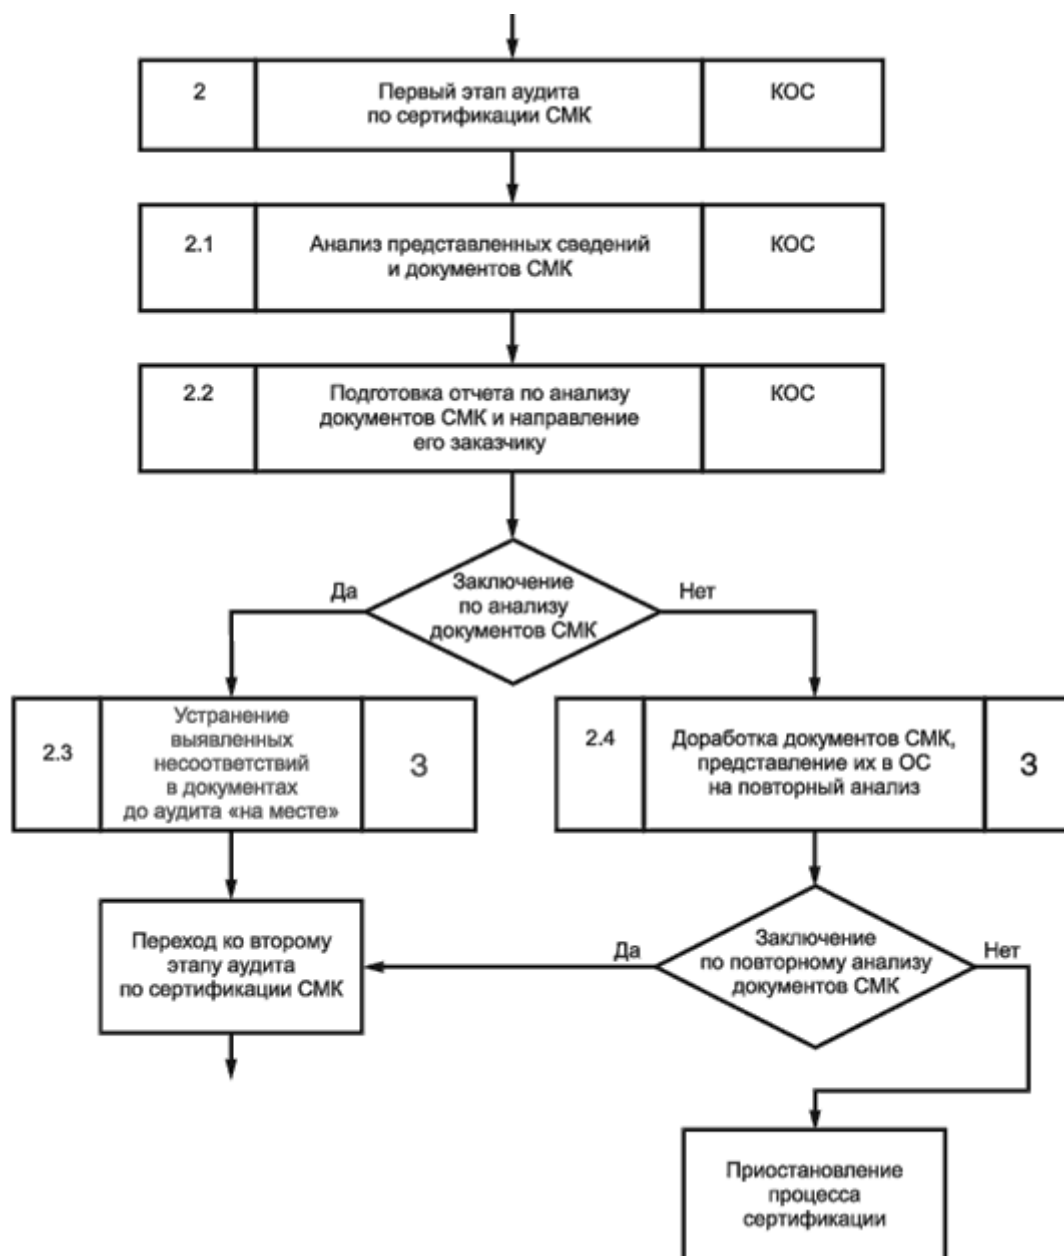 2
Первый этап аудита
по сертификации СМК
КОС
2.1
Анализ представленных сведений
и документов СМК
КОС
2.2
Подготовка отчета по анализу
документов СМК и направление
его заказчику
КОС
Да
Заключение
по анализу
документов СМК
Нет
2.3
Устранение
выявленных
несоответствий
в документах
до аудита «на месте»
З
2.4
Доработка документов СМК,
представление их в ОС
на повторный анализ
З
Переход ко второму
этапу аудита
по сертификации СМК
Да
Заключение
по повторному анализу
документов СМК
Нет
Приостановление
процесса
сертификации